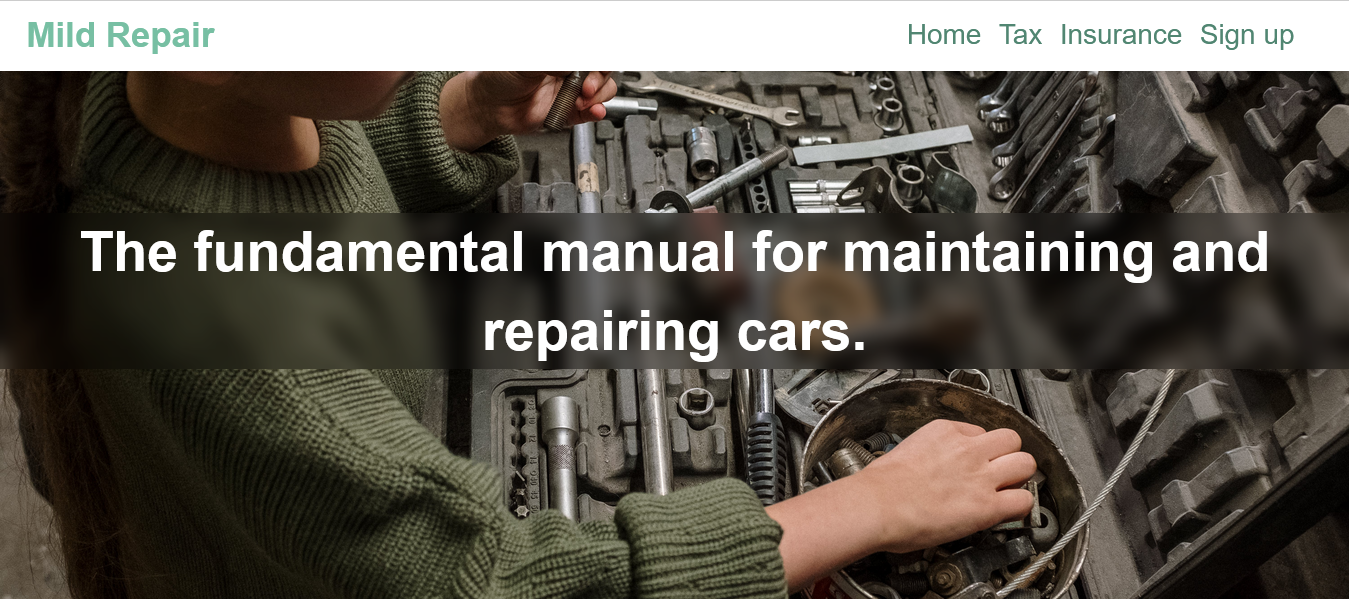 Mild Repair
Home Tax Insurance Sign up
The fundamental manual for maintaining and
repairing cars.